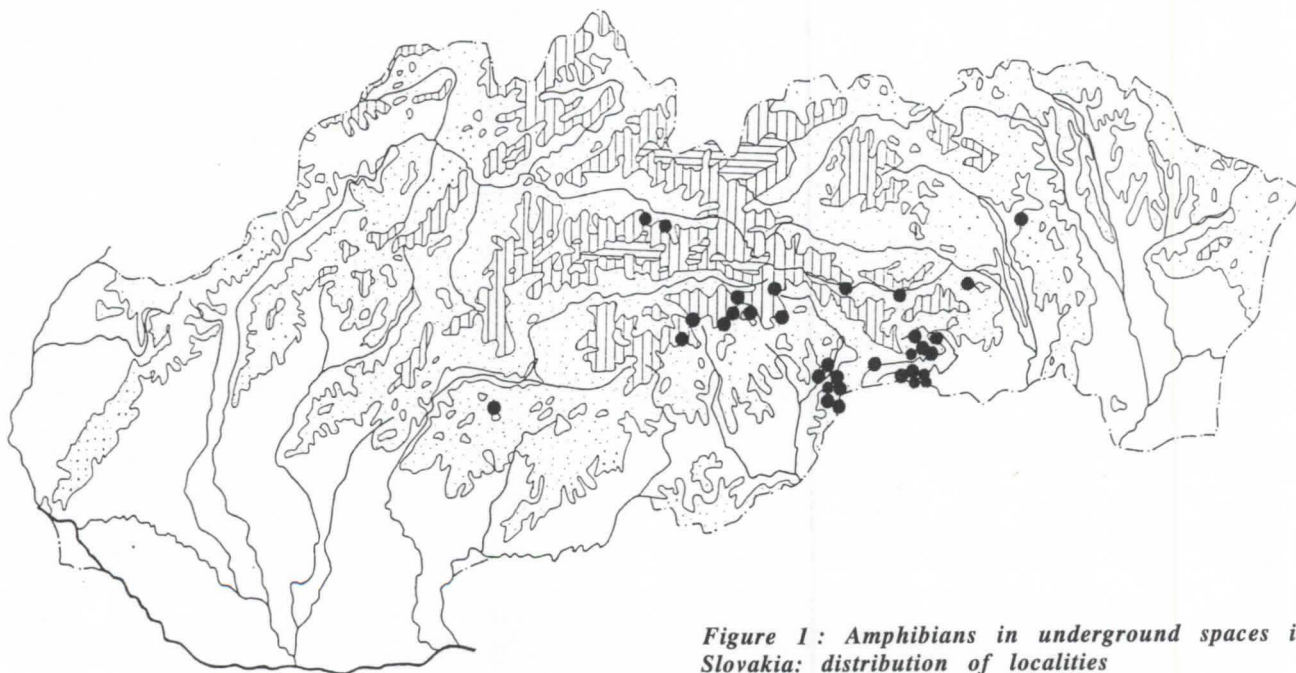 Figure 1 : Amphibians in underground spaces i
Slovakia: distribution of localities